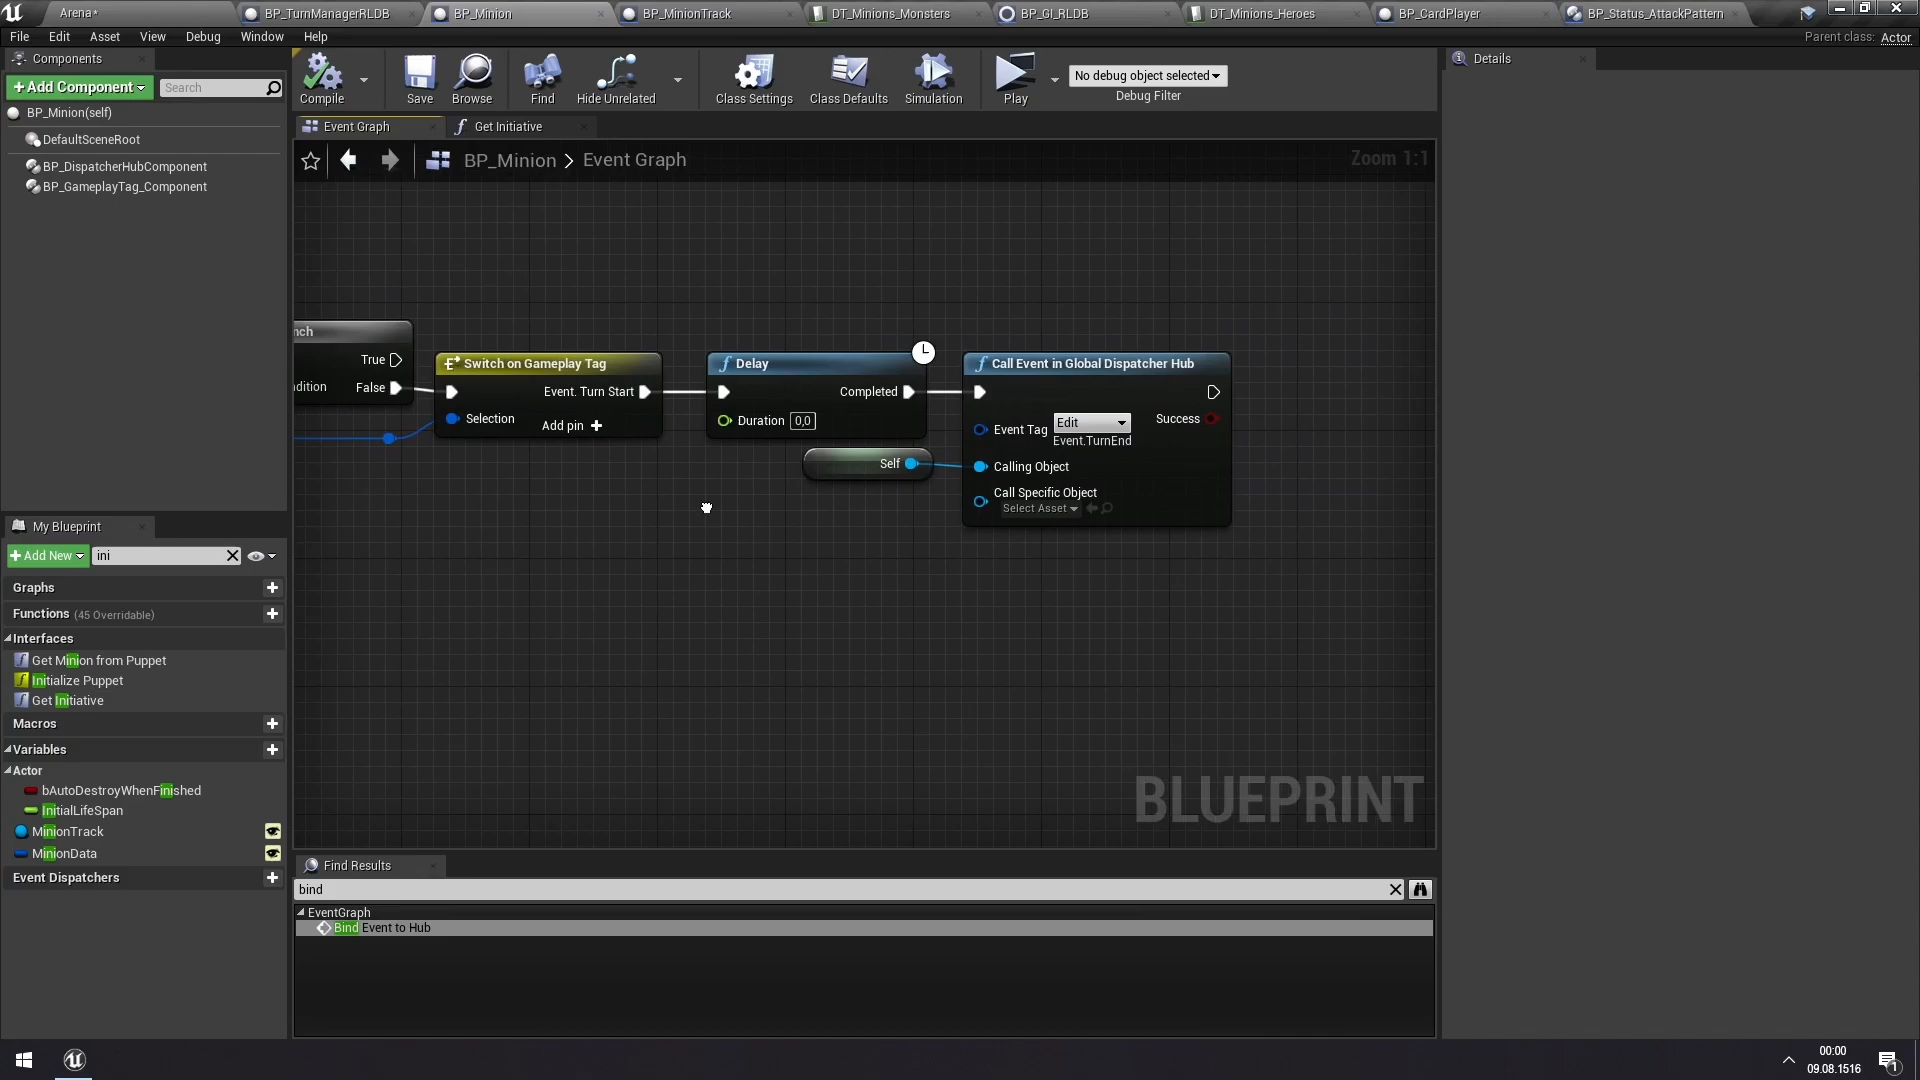 Arena*
BP_TurnManagerRLDB
BP_Minion
BP_MinionTrack
DT_Minions_Monsters
BP_GI_RLDB
DT_Minions_Heroes
BP_CardPlayer
BP_Status_AttackPattern
File Edit Asset View Debug Window Help
Parent class: Actor
Components
+Add Component
Search
BP_Minion(self)
DefaultSceneRoot
BP_DispatcherHubComponent
BP_GameplayTag_Component
Compile
Save
Browse
Find
Hide Unrelated
Class Settings
Class Defaults
Simulation
Play
No debug object selected
Debug Filter
Details
Event Graph
Get Initiative
BP_Minion > Event Graph
Zoom 1:1
nch
True
ndition
False
Switch on Gameplay Tag
Event. Turn Start
Selection
Add pin +
Delay
Completed
Duration 0,0
Self
Call Event in Global Dispatcher Hub
Event Tag Edit
Event.TurnEnd
Success
Calling Object
Call Specific Object
Select Asset
BLUEPRINT
My Blueprint
+Add New
ini
Graphs
Functions (45 Overridable)
Interfaces
Get Minion from Puppet
Initialize Puppet
Get Initiative
Macros
Variables
Actor
bAutoDestroyWhenFinished
InitialLifeSpan
MinionTrack
MinionData
Event Dispatchers
Find Results
bind
EventGraph
Bind Event to Hub
00:00
09.08.1516
1